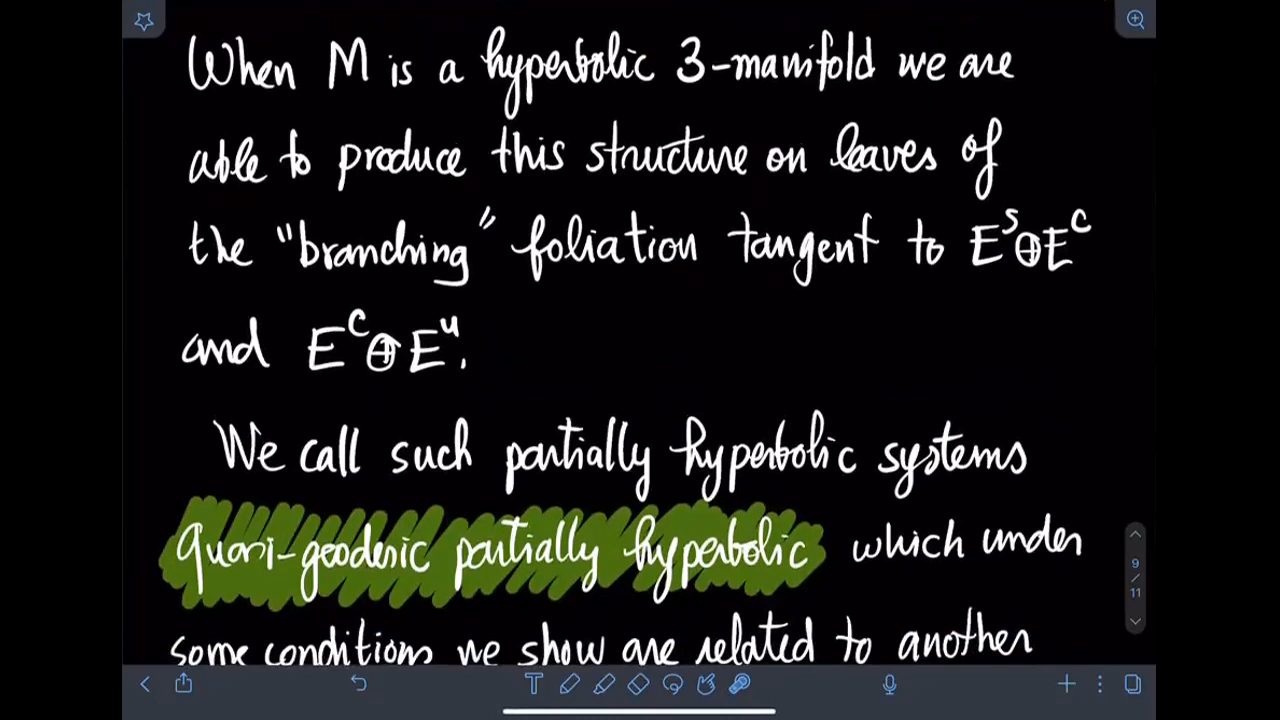 When M is a hyperbolic 3-manifold we are
able to produce this structure on leaves of
the "branching" foliation tangent to E^s⊕E^c
and E^c⊕E^u.
We call such partially hyperbolic systems
quasi-geodesic partially hyperbolic which under
some conditions we show are related to another
9
/
11